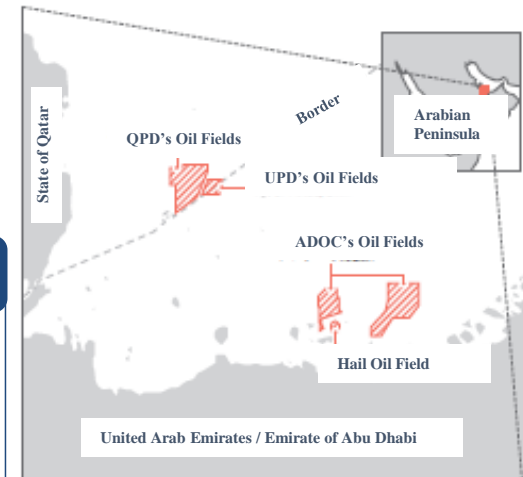 Border
Arabian
Peninsula
State of Qatar
QPD's Oil Fields
UPD's Oil Fields
ADOC's Oil Fields
Hail Oil Field
United Arab Emirates / Emirate of Abu Dhabi